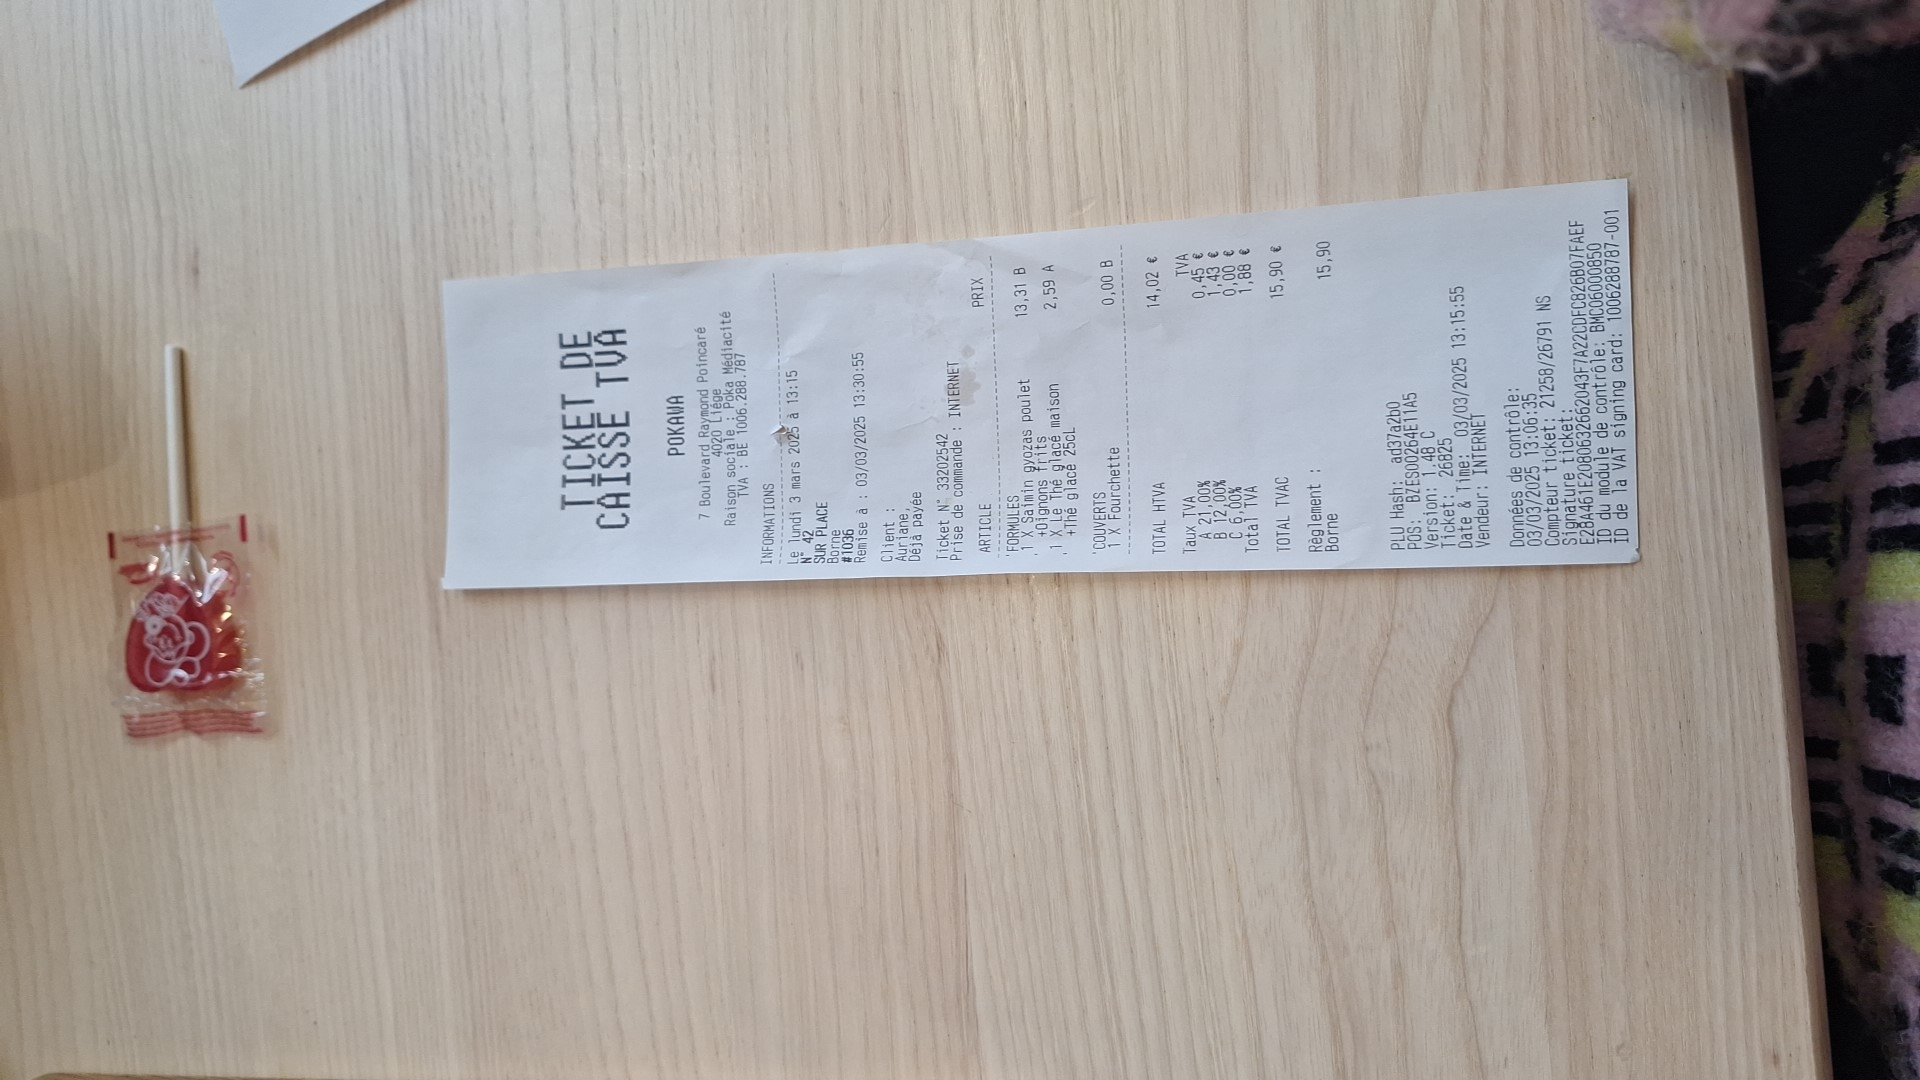 TICKET DE
CAISSE TVA
POKAWA
7 Boulevard Raymond Poincaré
4020 Liége
Raison sociale : Poka Médiacité
TVA : BE 1006.288.787
INFORMATIONS
Le lundi 3 mars 2025 à 13:15
N° 42
SUR PLACE
Borne
#1036
Remise à : 03/03/2025 13:30:55
Client :
Auriane,
Déjà payée
Ticket N° 33202542
Prise de commande : INTERNET
ARTICLE PRIX
'FORMULES
' 1 X Saimin gyozas poulet 13,31 B
+Oignons frits
' 1 X Le Thé glacé maison 2,59 A
+Thé glacé 25cL
'COUVERTS
1 X Fourchette 0,00 B
TOTAL HTVA 14,02 €
Taux TVA TVA
A 21,00% 0,45 €
B 12,00% 1,43 €
C 6,00% 0,00 €
Total TVA 1,88 €
TOTAL TVAC 15,90 €
Règlement :
Borne 15,90
PLU Hash: ad37a2b0
POS: BZES00264E11A5
Version: 1.48 C
Ticket: 26825
Date & Time: 03/03/2025 13:15:55
Vendeur: INTERNET
Données de contrôle:
03/03/2025 13:06:35
Compteur ticket: 21258/26791 NS
Signature ticket:
E2BA461E2080632662043F7A22CDFC826B07FAEF
ID du module de contrôle: BMC06000850
ID de la VAT signing card: 1006288787-001